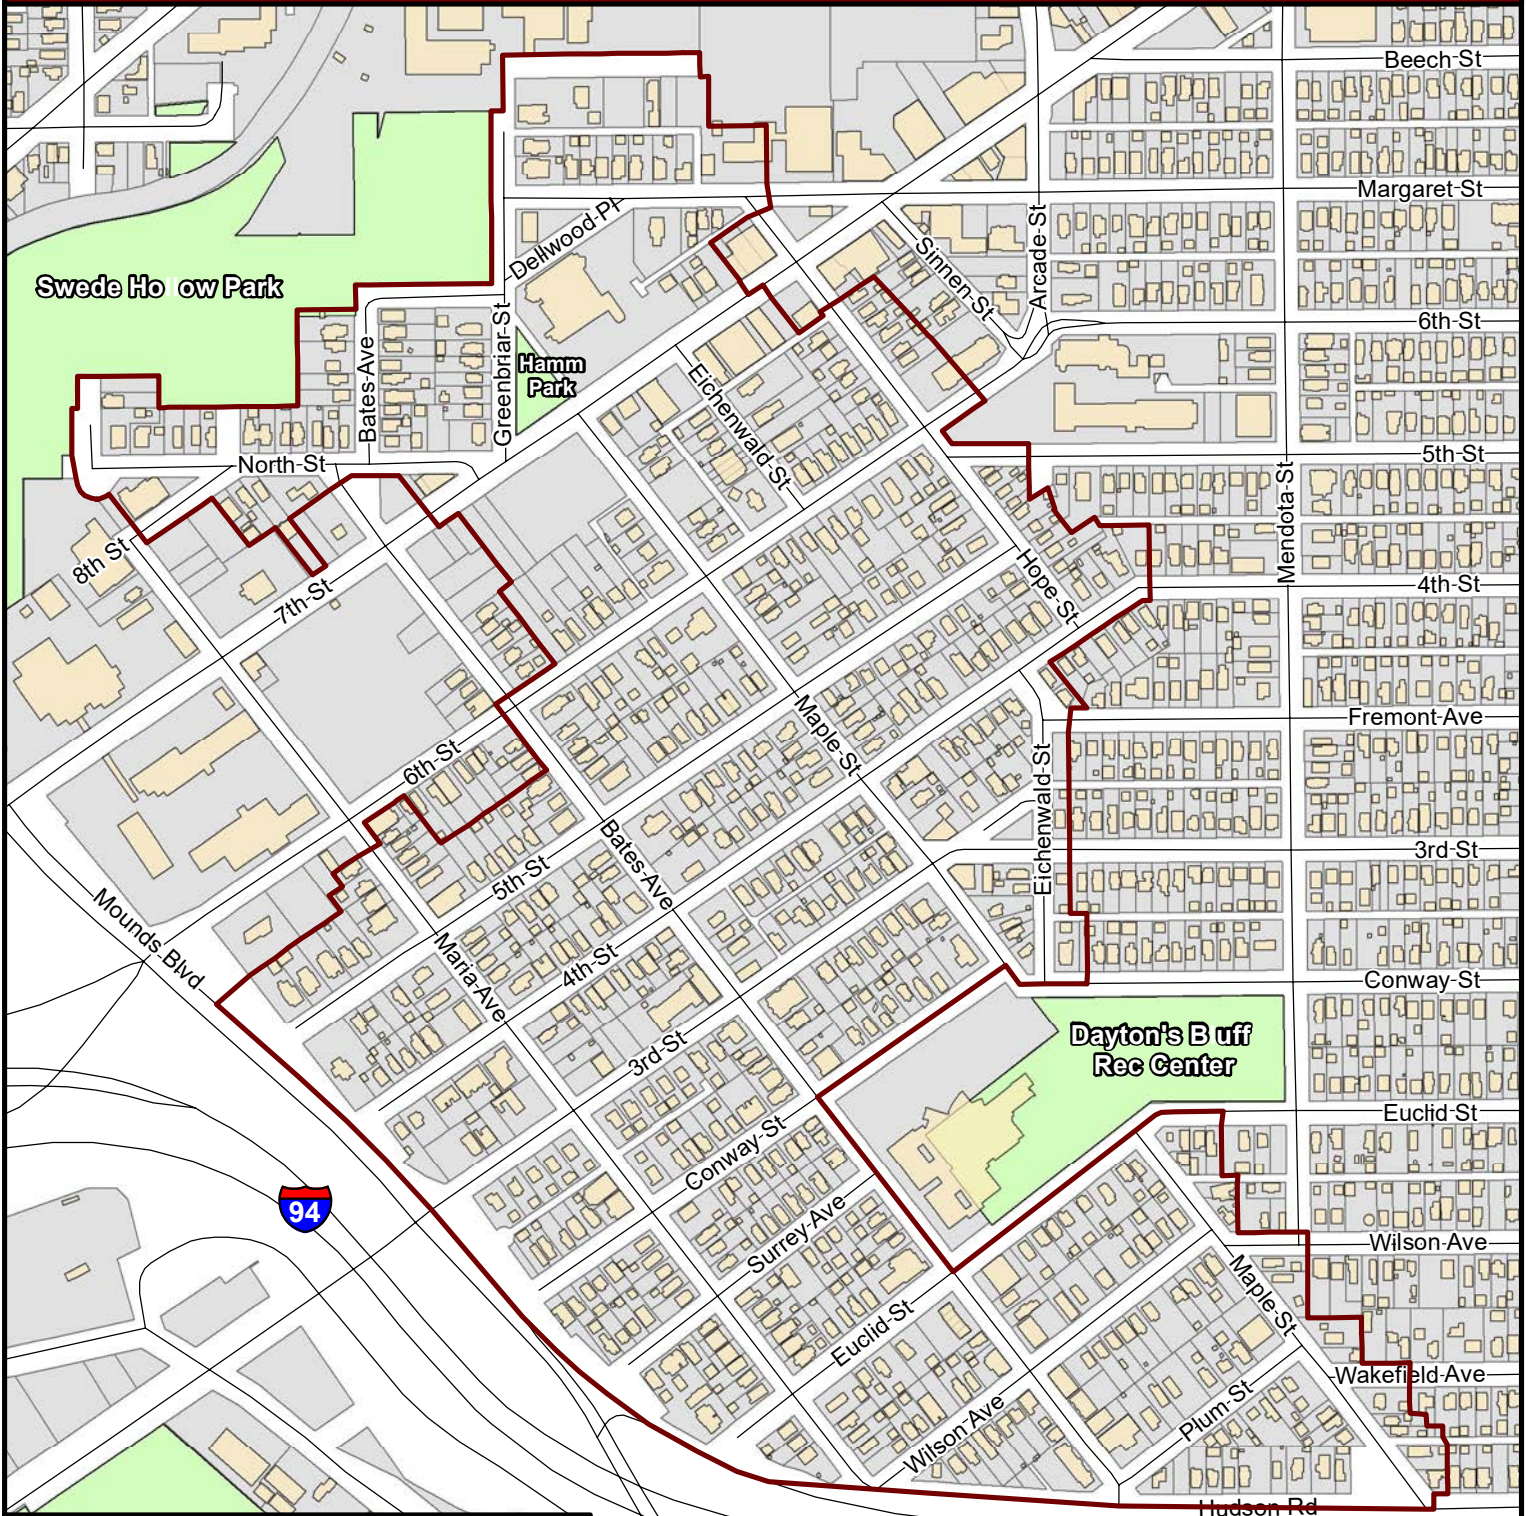 Beech St
Margaret St
Dellwood Pl
Sinnen St
Arcade St
Swede Ho ow Park
6th St
Bates Ave
Greenbriar St
Hamm
Park
Eichenwald St
North St
5th St
Mendota St
8th St
7th St
Hope St
4th St
Maple St
Fremont Ave
6th St
Eichenwald St
Bates Ave
3rd St
5th St
Mounds Blvd
Maria Ave
4th St
Conway St
3rd St
Dayton's B uff
Rec Center
Euclid St
Conway St
94
Surrey Ave
Wilson Ave
Maple St
Euclid St
Wakefield Ave
Plum St
Wilson Ave
Hudson Rd